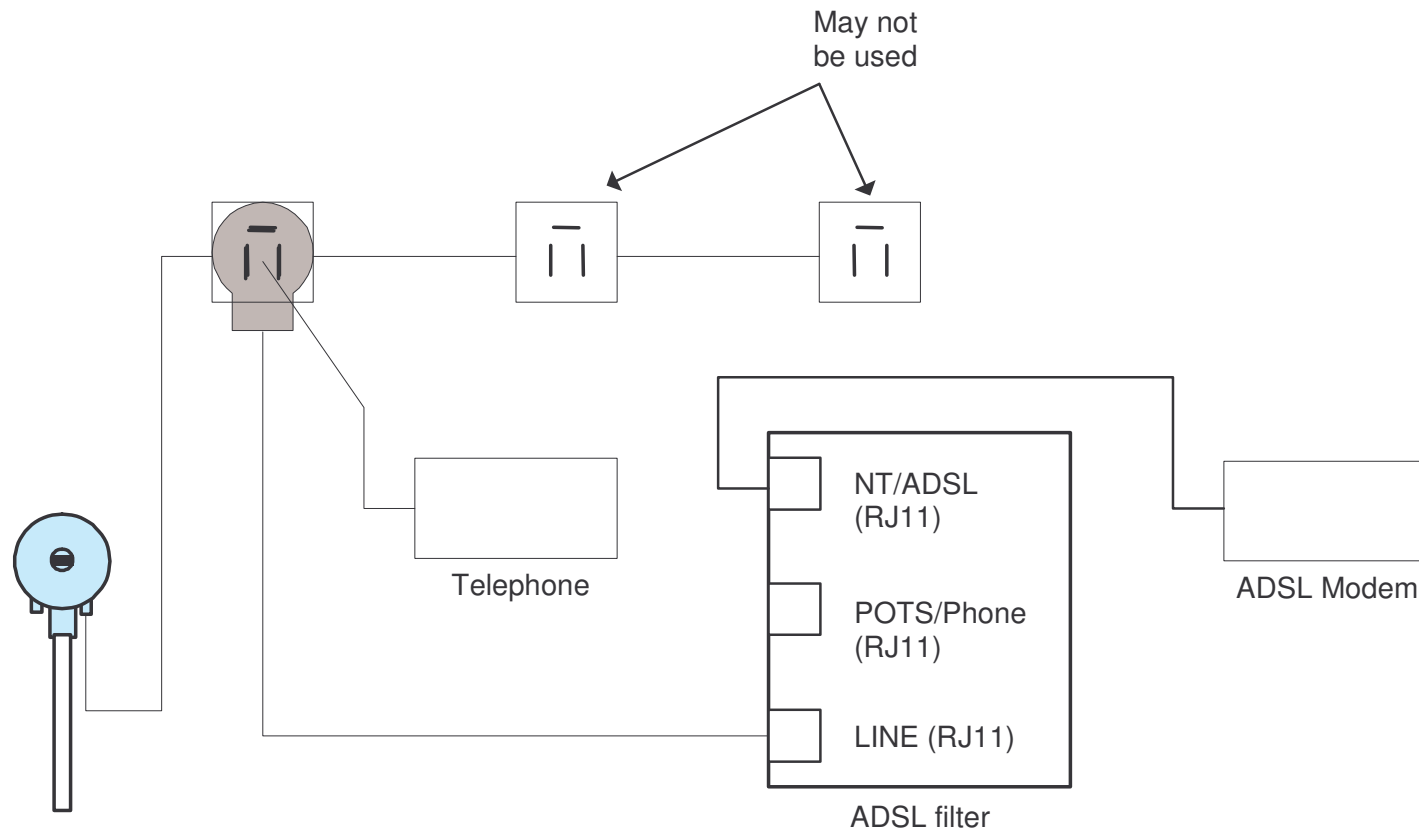 May not
be used
NT/ADSL
(RJ11)
Telephone
ADSL Modem
POTS/Phone
(RJ11)
LINE (RJ11)
ADSL filter